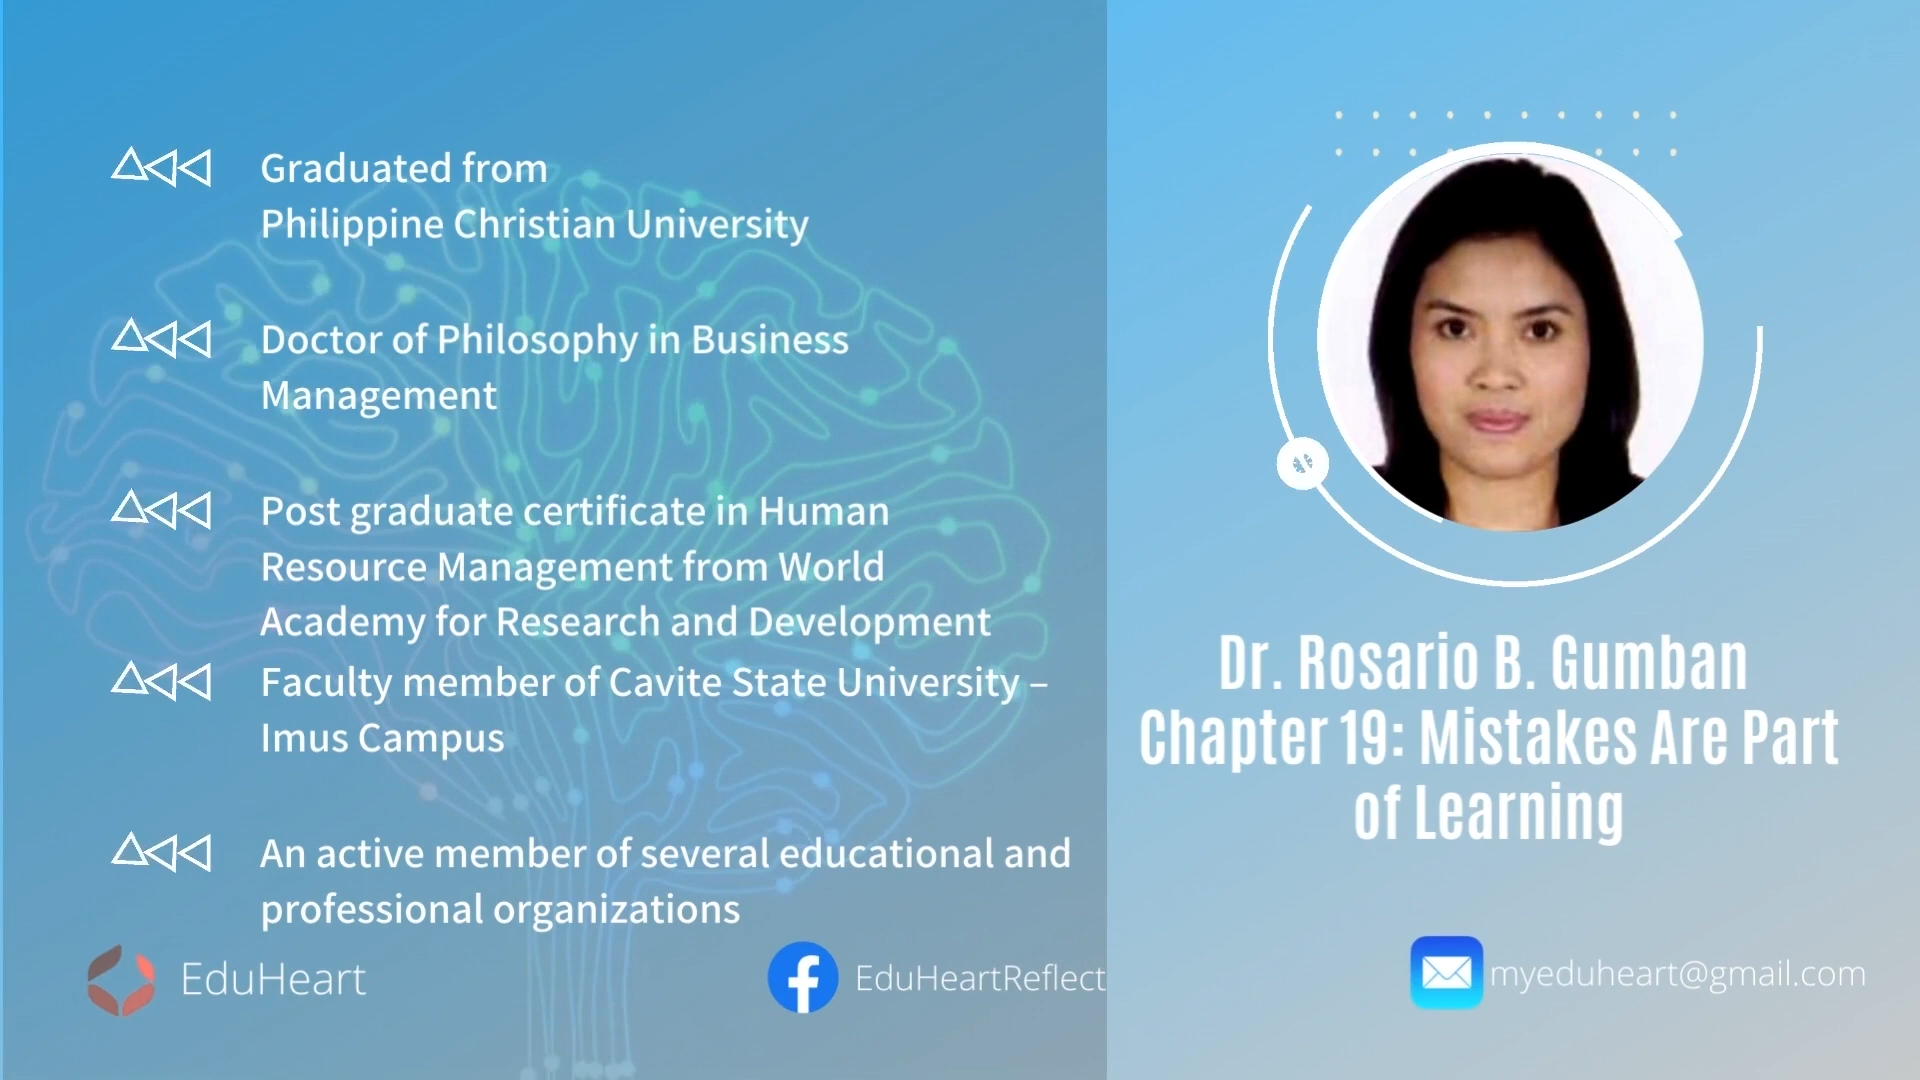 Graduated from
Philippine Christian University
Doctor of Philosophy in Business
Management
Post graduate certificate in Human
Resource Management from World
Academy for Research and Development
Faculty member of Cavite State University –
Imus Campus
An active member of several educational and
professional organizations
EduHeart
EduHeartReflect
Dr. Rosario B. Gumban
Chapter 19: Mistakes Are Part
of Learning
myeduheart@gmail.com